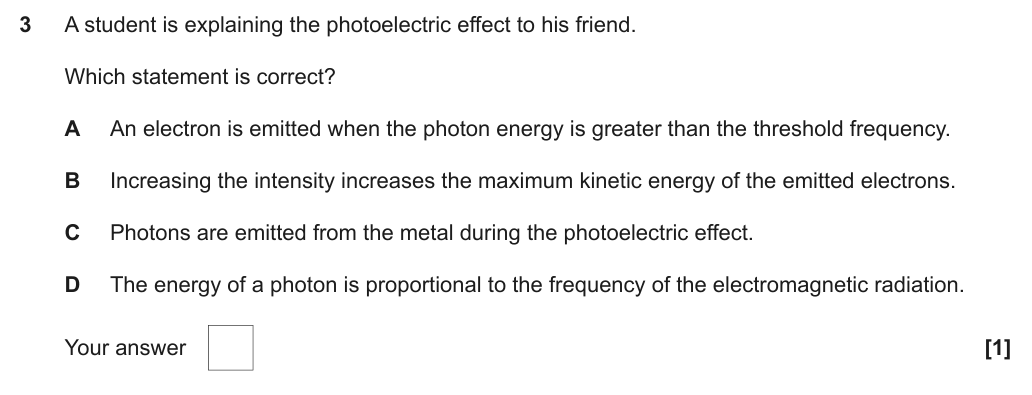 3 A student is explaining the photoelectric effect to his friend.
Which statement is correct?
A An electron is emitted when the photon energy is greater than the threshold frequency.
B Increasing the intensity increases the maximum kinetic energy of the emitted electrons.
C Photons are emitted from the metal during the photoelectric effect.
D The energy of a photon is proportional to the frequency of the electromagnetic radiation.
Your answer [1]